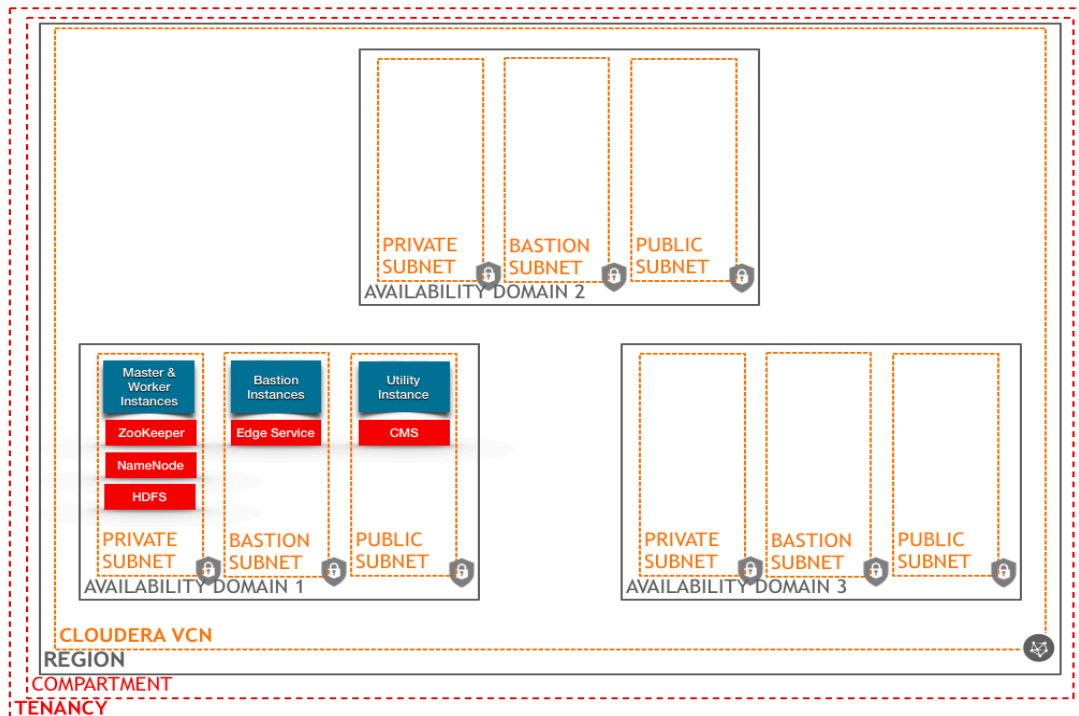 PRIVATE
SUBNET
BASTION
SUBNET
PUBLIC
SUBNET
AVAILABILITY DOMAIN 2
Master &
Worker
Instances
ZooKeeper
NameNode
HDFS
PRIVATE
SUBNET
Bastion
Instances
Edge Service
BASTION
SUBNET
Utility
Instance
CMS
PUBLIC
SUBNET
AVAILABILITY DOMAIN 1
PRIVATE
SUBNET
BASTION
SUBNET
PUBLIC
SUBNET
AVAILABILITY DOMAIN 3
CLOUDERA VCN
REGION
COMPARTMENT
TENANCY